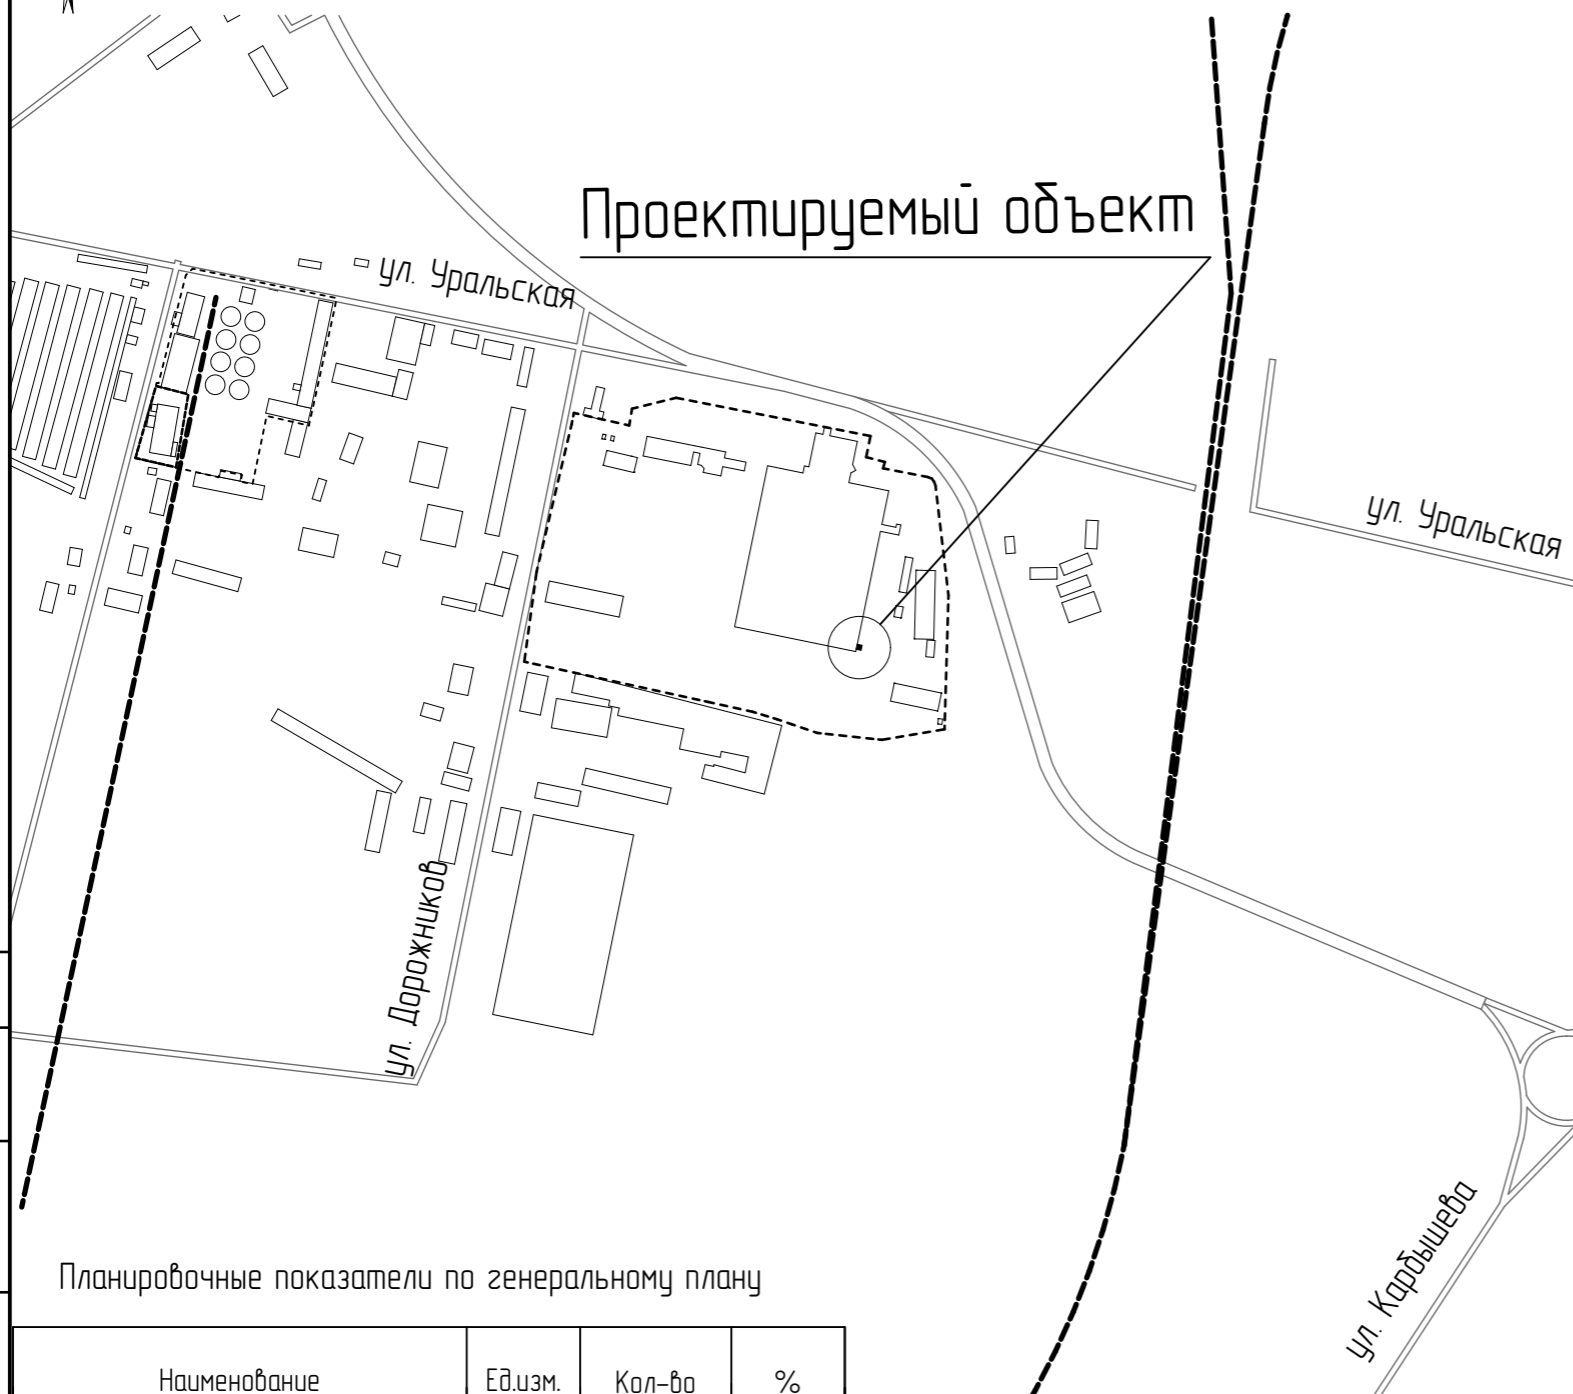 Проектируемый объект
ул. Уральская
ул. Уральская
ул. Дорожников
ул. Карбышева
Планировочные показатели по генеральному плану
Наименование Ед.изм. Кол-во %